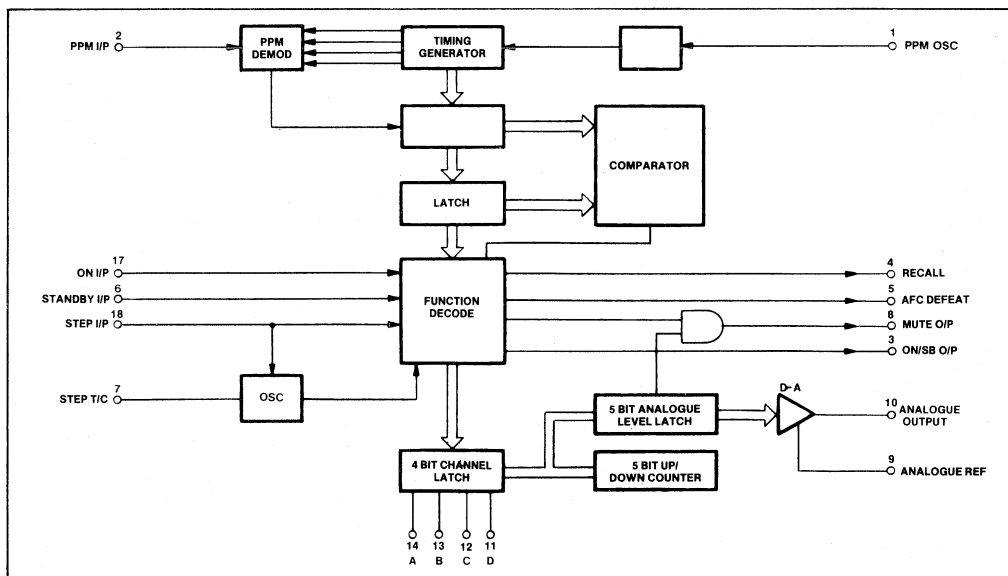 2
PPM I/P
PPM
DEMOD
TIMING
GENERATOR
1
PPM OSC
COMPARATOR
LATCH
17
ON I/P
6
STANDBY I/P
18
STEP I/P
FUNCTION
DECODE
4
RECALL
5
AFC DEFEAT
8
MUTE O/P
3
ON/SB O/P
7
STEP T/C
OSC
D-A
5 BIT ANALOGUE
LEVEL LATCH
10
ANALOGUE
OUTPUT
4 BIT CHANNEL
LATCH
5 BIT UP/
DOWN COUNTER
9
ANALOGUE REF
14 13 12 11
A B C D